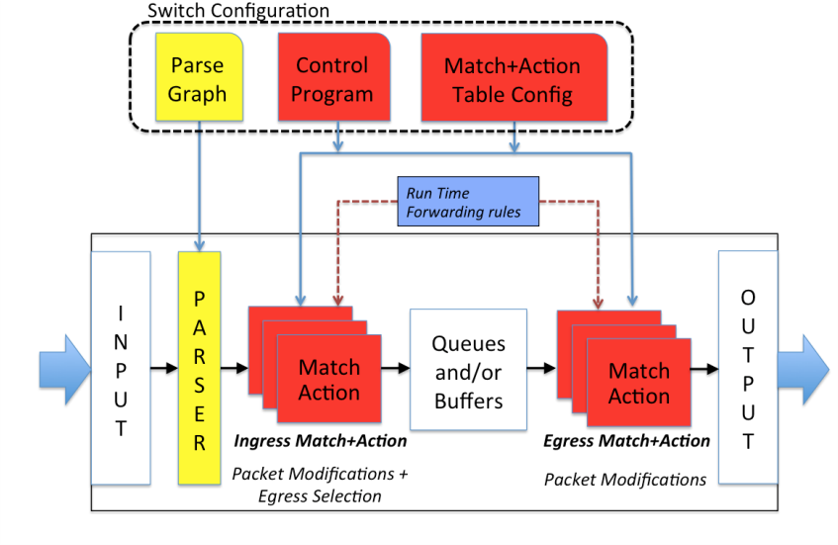 Switch Configuration
Parse
Graph
Control
Program
Match+Action
Table Config
Run Time
Forwarding rules
INPUT
PARSER
Match
Action
Queues
and/or
Buffers
Match
Action
OUTPUT
Ingress Match+Action
Egress Match+Action
Packet Modifications +
Egress Selection
Packet Modifications